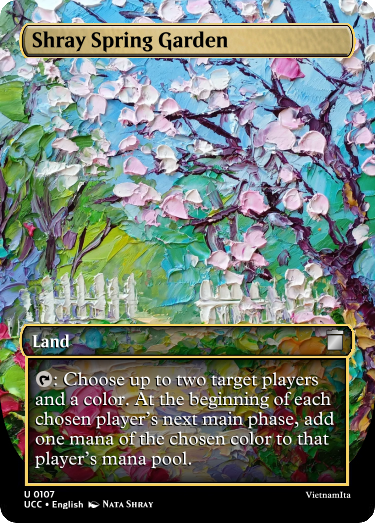 Shray Spring Garden
Land
: Choose up to two target players
and a color. At the beginning of each
chosen player's next main phase, add
one mana of the chosen color to that
player's mana pool.
U 0107
VietnamIta
UCC • English Nata Shray